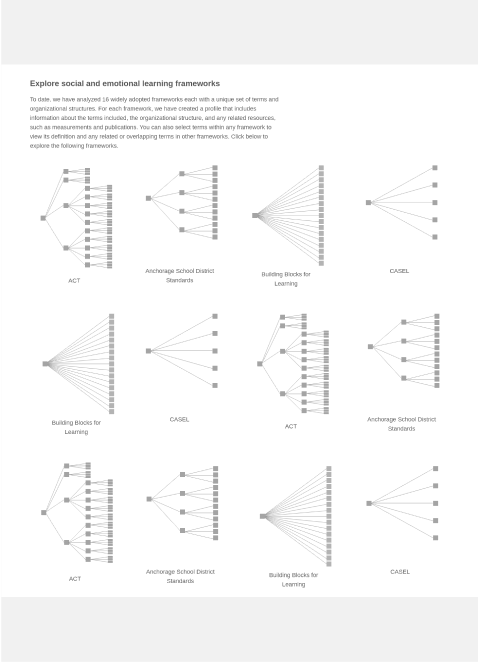 Explore social and emotional learning frameworks
To date, we have analyzed 16 widely adopted frameworks each with a unique set of terms and
organizational structures. For each framework, we have created a profile that includes
information about the terms included, the organizational structure, and any related resources,
such as measurements and publications. You can also select terms within any framework to
view its definition and any related or overlapping terms in other frameworks. Click below to
explore the following frameworks.
ACT
Anchorage School District
Standards
Building Blocks for
Learning
CASEL
Building Blocks for
Learning
CASEL
ACT
Anchorage School District
Standards
ACT
Anchorage School District
Standards
Building Blocks for
Learning
CASEL